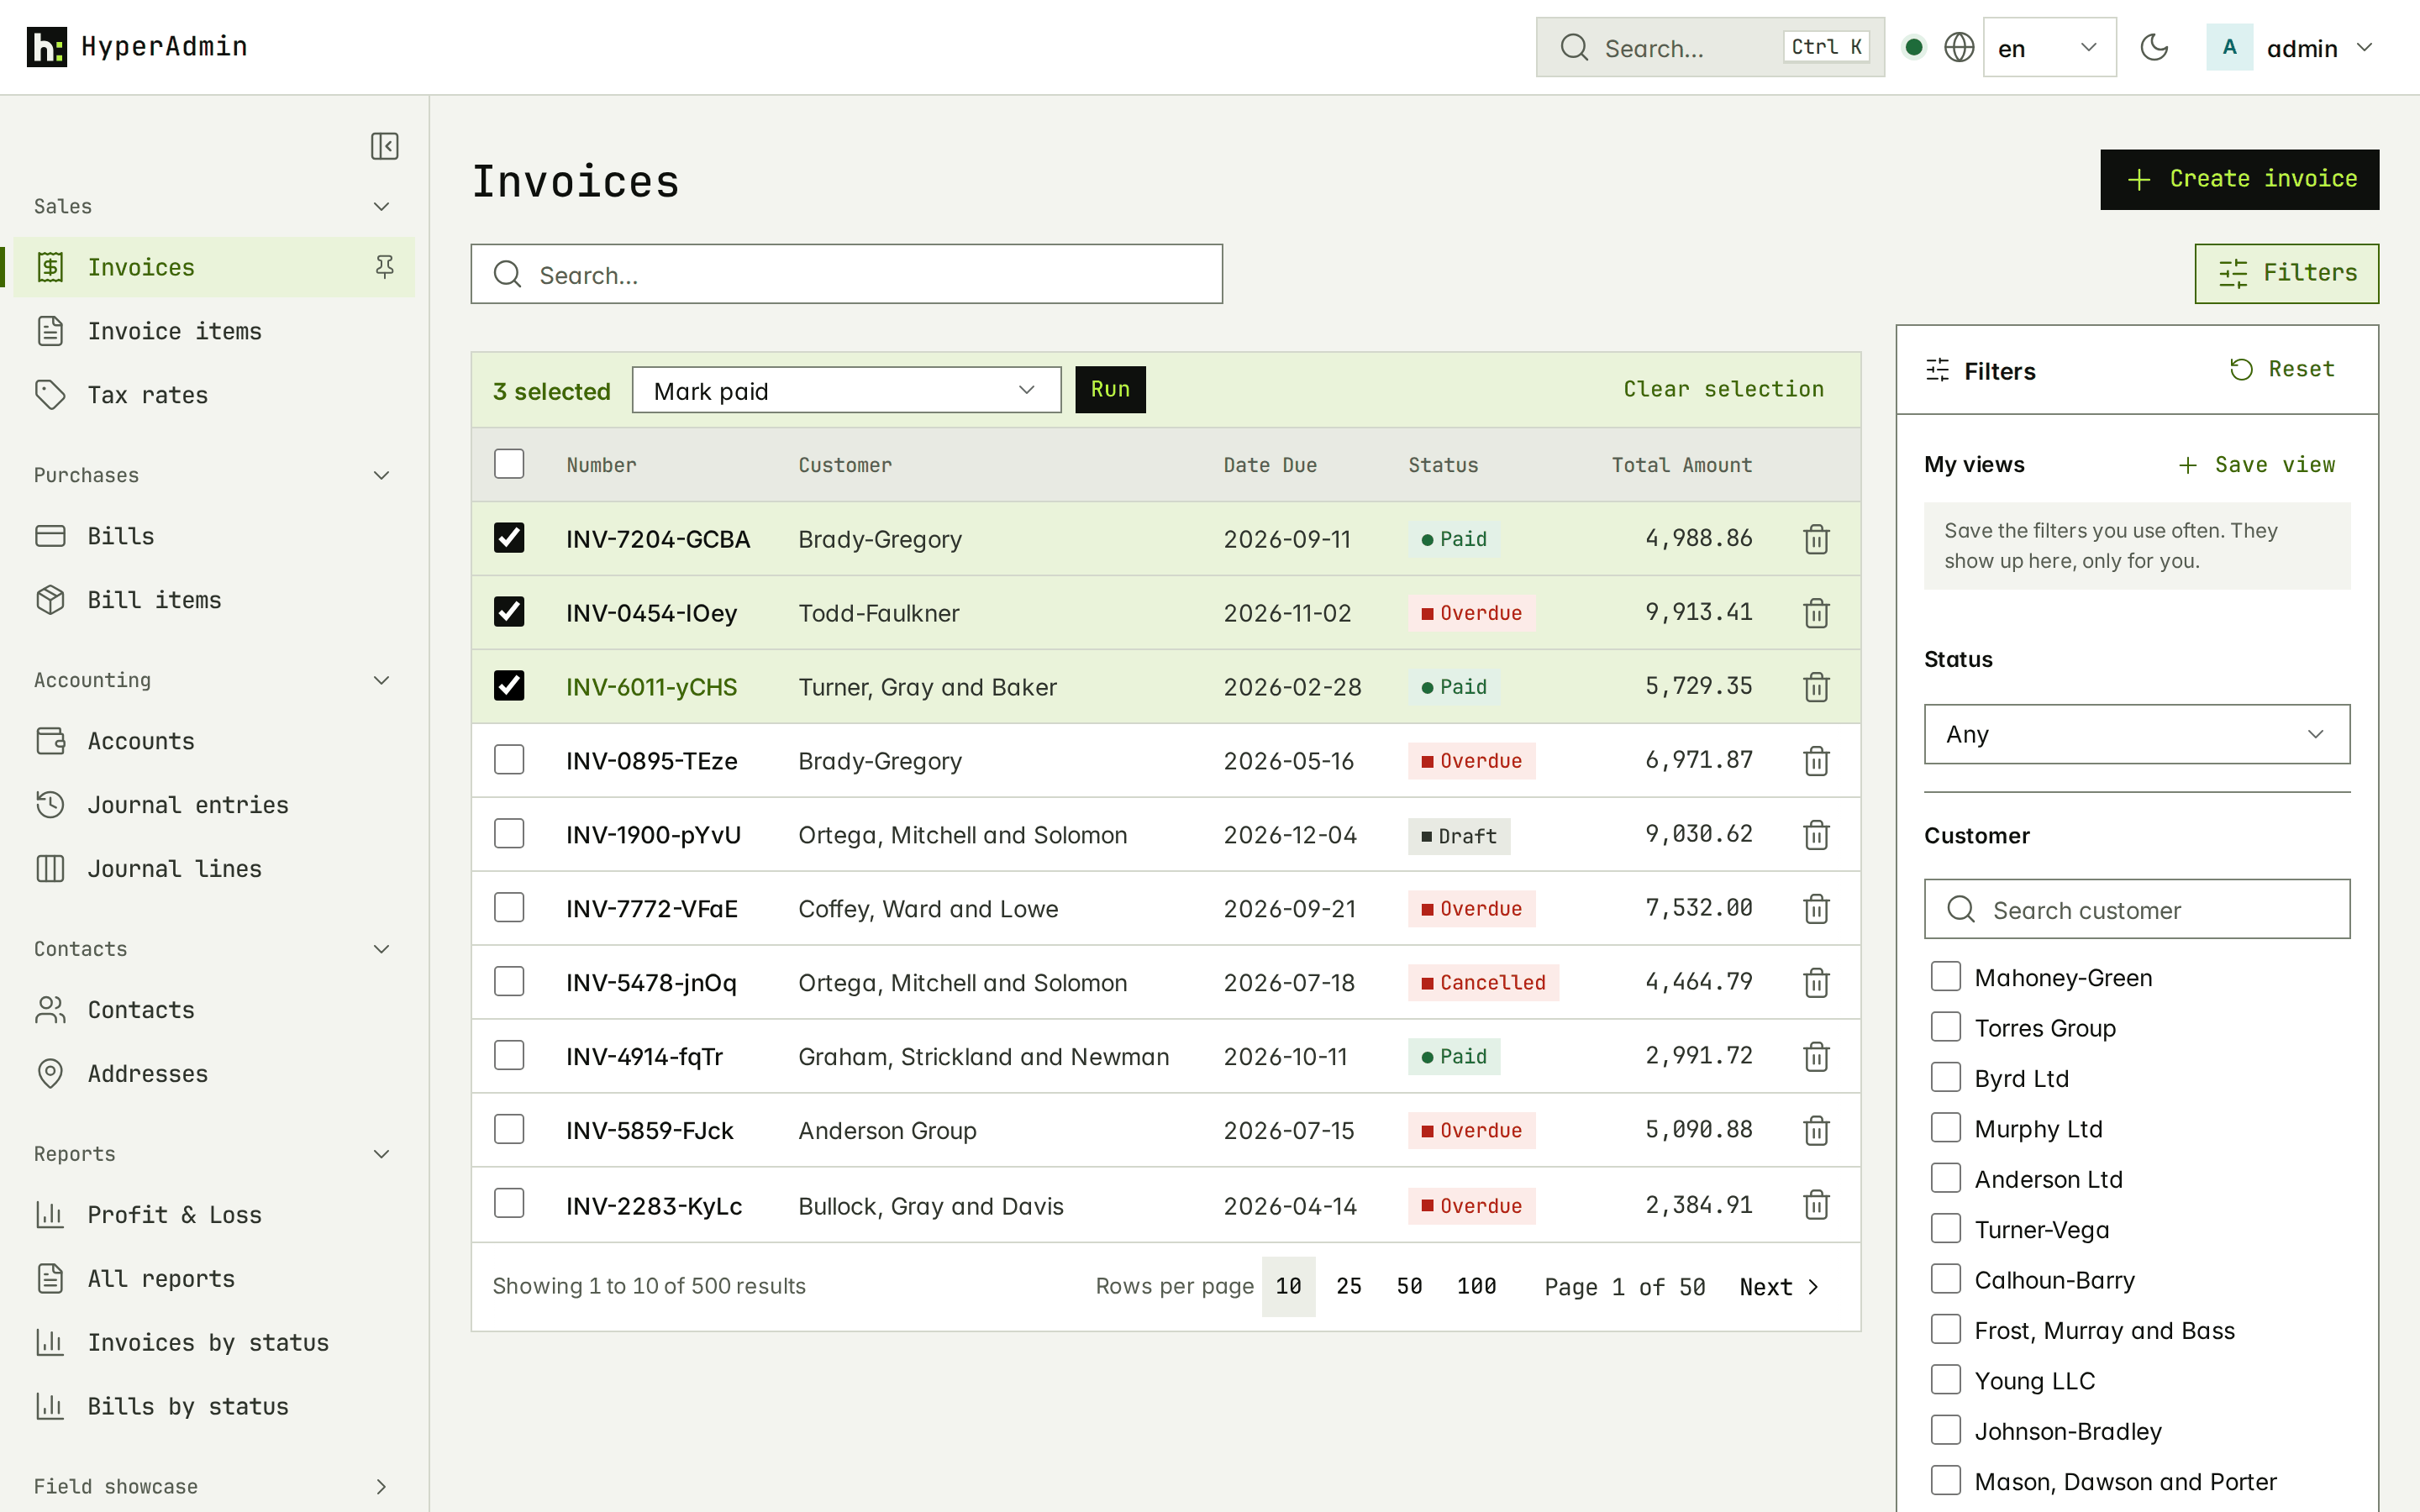 h: HyperAdmin
Search... Ctrl K
en
A admin
Sales
Invoices
Invoice items
Tax rates
Purchases
Bills
Bill items
Accounting
Accounts
Journal entries
Journal lines
Contacts
Contacts
Addresses
Reports
Profit & Loss
All reports
Invoices by status
Bills by status
Field showcase
Invoices
Create invoice
Search...
Filters
3 selected Mark paid Run Clear selection
Number Customer Date Due Status Total Amount
INV-7204-GCBA Brady-Gregory 2026-09-11 Paid 4,988.86
INV-0454-IOey Todd-Faulkner 2026-11-02 Overdue 9,913.41
INV-6011-yCHS Turner, Gray and Baker 2026-02-28 Paid 5,729.35
INV-0895-TEze Brady-Gregory 2026-05-16 Overdue 6,971.87
INV-1900-pYvU Ortega, Mitchell and Solomon 2026-12-04 Draft 9,030.62
INV-7772-VFaE Coffey, Ward and Lowe 2026-09-21 Overdue 7,532.00
INV-5478-jnOq Ortega, Mitchell and Solomon 2026-07-18 Cancelled 4,464.79
INV-4914-fqTr Graham, Strickland and Newman 2026-10-11 Paid 2,991.72
INV-5859-FJck Anderson Group 2026-07-15 Overdue 5,090.88
INV-2283-KyLc Bullock, Gray and Davis 2026-04-14 Overdue 2,384.91
Showing 1 to 10 of 500 results Rows per page 10 25 50 100 Page 1 of 50 Next
Filters Reset
My views Save view
Save the filters you use often. They
show up here, only for you.
Status
Any
Customer
Search customer
Mahoney-Green
Torres Group
Byrd Ltd
Murphy Ltd
Anderson Ltd
Turner-Vega
Calhoun-Barry
Frost, Murray and Bass
Young LLC
Johnson-Bradley
Mason, Dawson and Porter